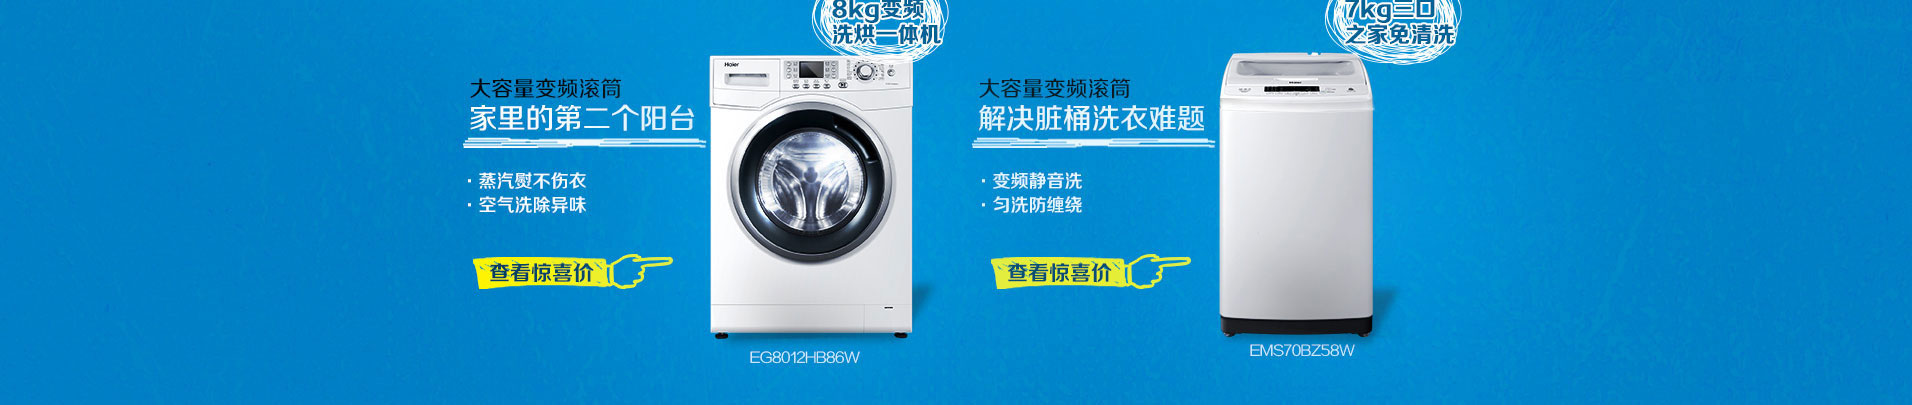 8kg变频
洗烘一体机
Haier
大容量变频滚筒
家里的第二个阳台
· 蒸汽熨不伤衣
· 空气洗除异味
查看惊喜价
EG8012HB86W
7kg三口
之家免清洗
Haier
大容量变频滚筒
解决脏桶洗衣难题
· 变频静音洗
· 匀洗防缠绕
查看惊喜价
EMS70BZ58W